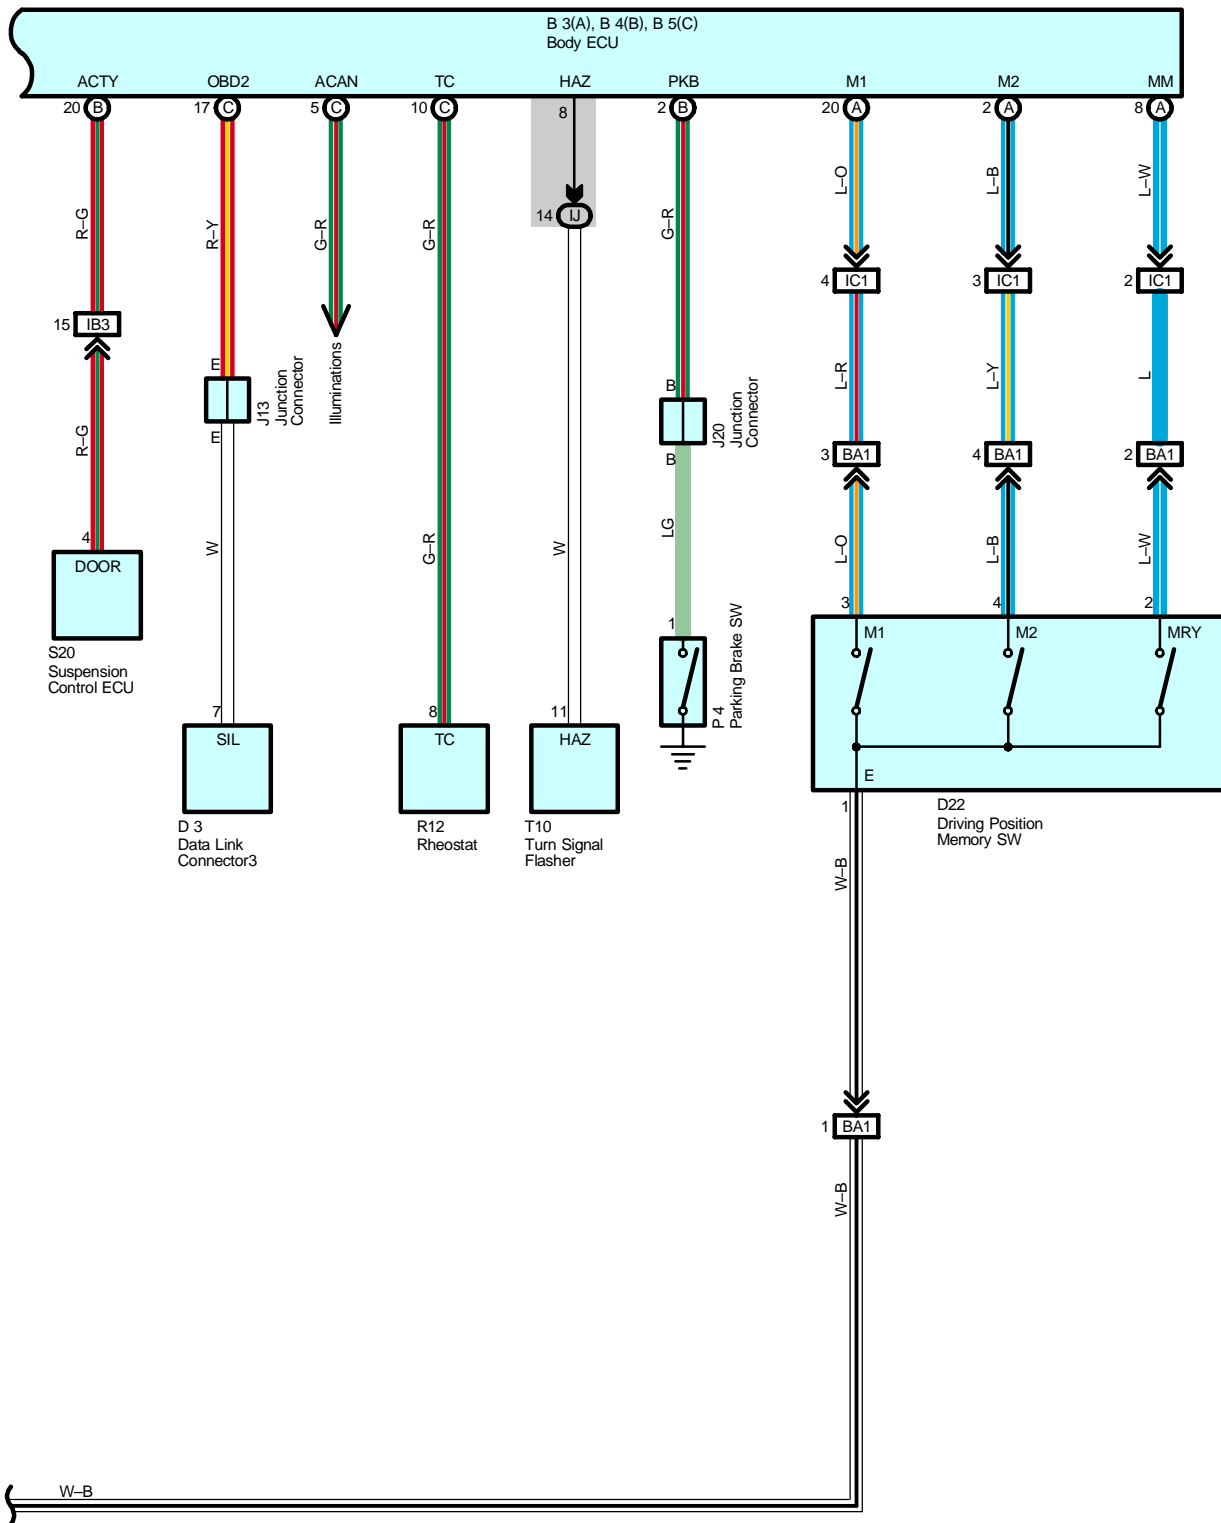 B 3(A), B 4(B), B 5(C)
Body ECU
ACTY OBD2 ACAN TC HAZ PKB M1 M2 MM
20 B 17 C 5 C 10 C 8 2 B 20 A 2 A 8 A
R–G R–Y G–R G–R G–R L–O L–B L–W
14 IJ
4 IC1 3 IC1 2 IC1
15 IB3
E
J13
Junction
Connector
E
Illuminations
B
J20
Junction
Connector
B
L–R L–Y L
3 BA1 4 BA1 2 BA1
R–G W G–R W LG L–O L–B L–W
4
DOOR
S20
Suspension
Control ECU
1
P 4
Parking Brake SW
3 4 2
M1 M2 MRY
7 8 11
SIL TC HAZ
D 3
Data Link
Connector3
R12
Rheostat
T10
Turn Signal
Flasher
E
1
D22
Driving Position
Memory SW
W–B
1 BA1
W–B
W–B